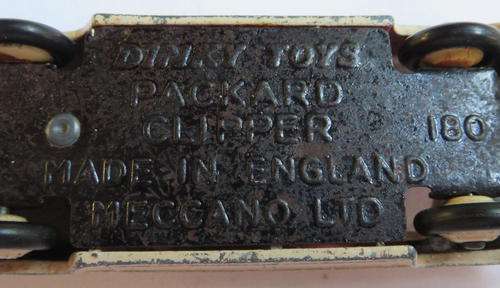 DINKY TOYS
PACKARD
CLIPPER 180
MADE IN ENGLAND
MECCANO LTD